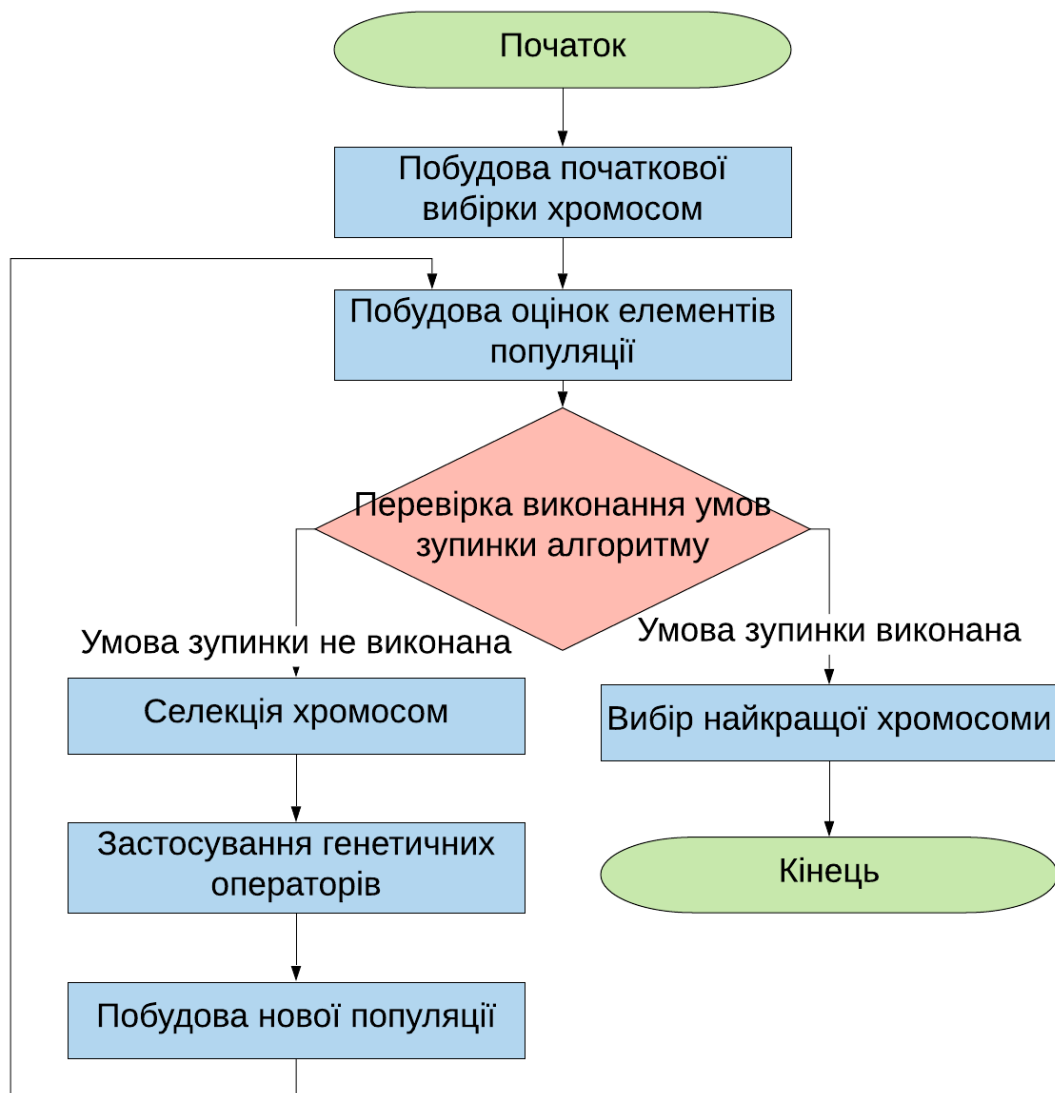 Початок
Побудова початкової
вибірки хромосом
Побудова оцінок елементів
популяції
Перевірка виконання умов
зупинки алгоритму
Умова зупинки не виконана
Умова зупинки виконана
Селекція хромосом
Вибір найкращої хромосоми
Застосування генетичних
операторів
Кінець
Побудова нової популяції